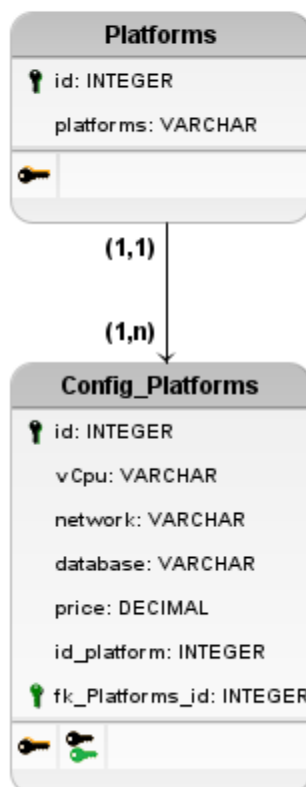 Platforms
id: INTEGER
platforms: VARCHAR
(1,1)
(1,n)
Config_Platforms
id: INTEGER
vCpu: VARCHAR
network: VARCHAR
database: VARCHAR
price: DECIMAL
id_platform: INTEGER
fk_Platforms_id: INTEGER